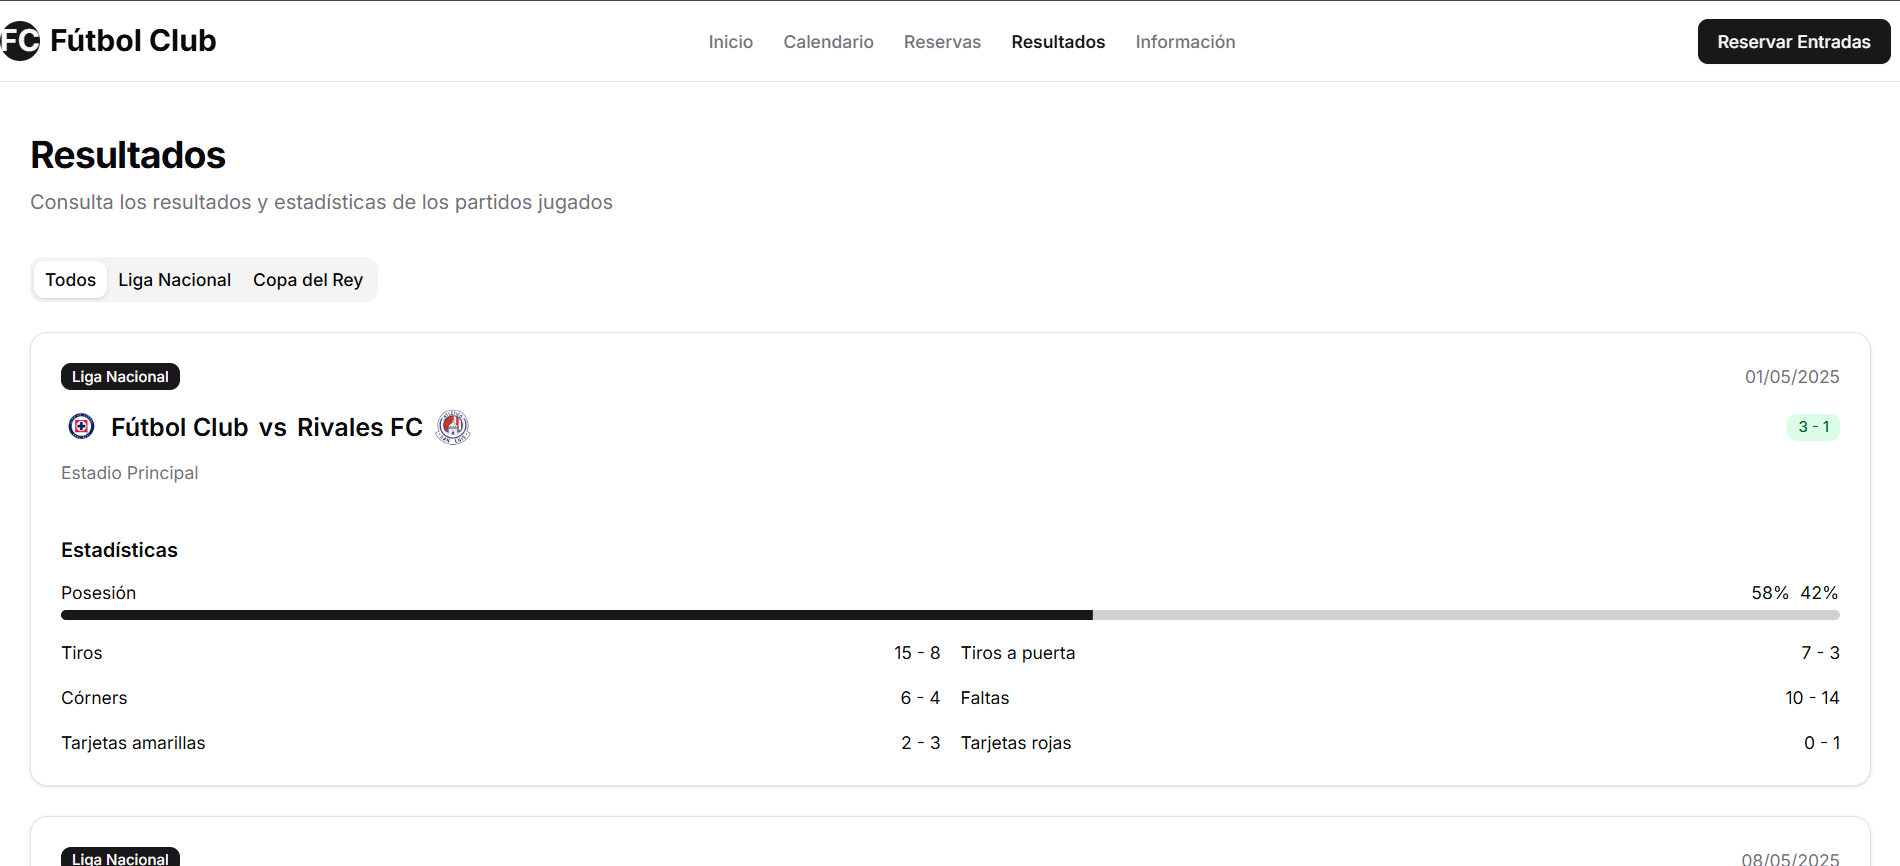 FC Fútbol Club
Inicio Calendario Reservas Resultados Información
Reservar Entradas
Resultados
Consulta los resultados y estadísticas de los partidos jugados
Todos Liga Nacional Copa del Rey
Liga Nacional 01/05/2025
Fútbol Club vs Rivales FC 3 - 1
Estadio Principal
Estadísticas
Posesión 58% 42%
Tiros 15 - 8 Tiros a puerta 7 - 3
Córners 6 - 4 Faltas 10 - 14
Tarjetas amarillas 2 - 3 Tarjetas rojas 0 - 1
Liga Nacional 08/05/2025